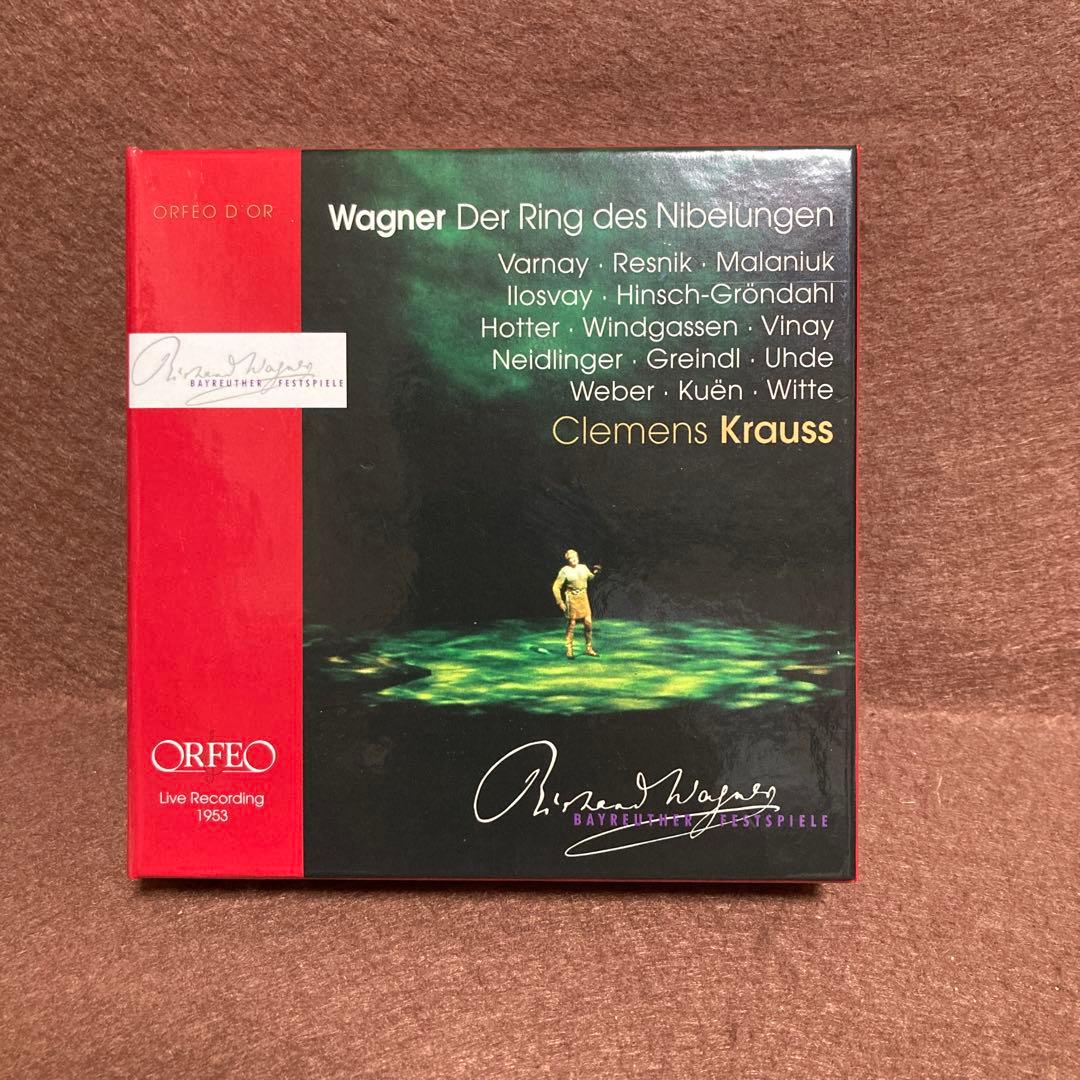 ORFEO D'OR
Wagner Der Ring des Nibelungen
Varnay · Resnik · Malaniuk
Ilosvay · Hinsch-Gröndahl
Hotter · Windgassen · Vinay
Neidlinger · Greindl · Uhde
Weber · Kuën · Witte
Clemens Krauss
Richard Wagner
BAYREUTHER FESTSPIELE
ORFEO
Live Recording
1953
Richard Wagner
BAYREUTHER FESTSPIELE